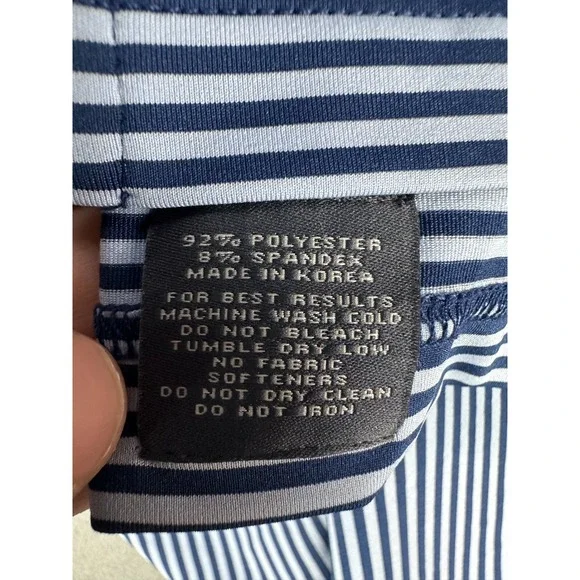 92% POLYESTER
8% SPANDEX
MADE IN KOREA
FOR BEST RESULTS
MACHINE WASH COLD
DO NOT BLEACH
TUMBLE DRY LOW
NO FABRIC
SOFTENERS
DO NOT DRY CLEAN
DO NOT IRON